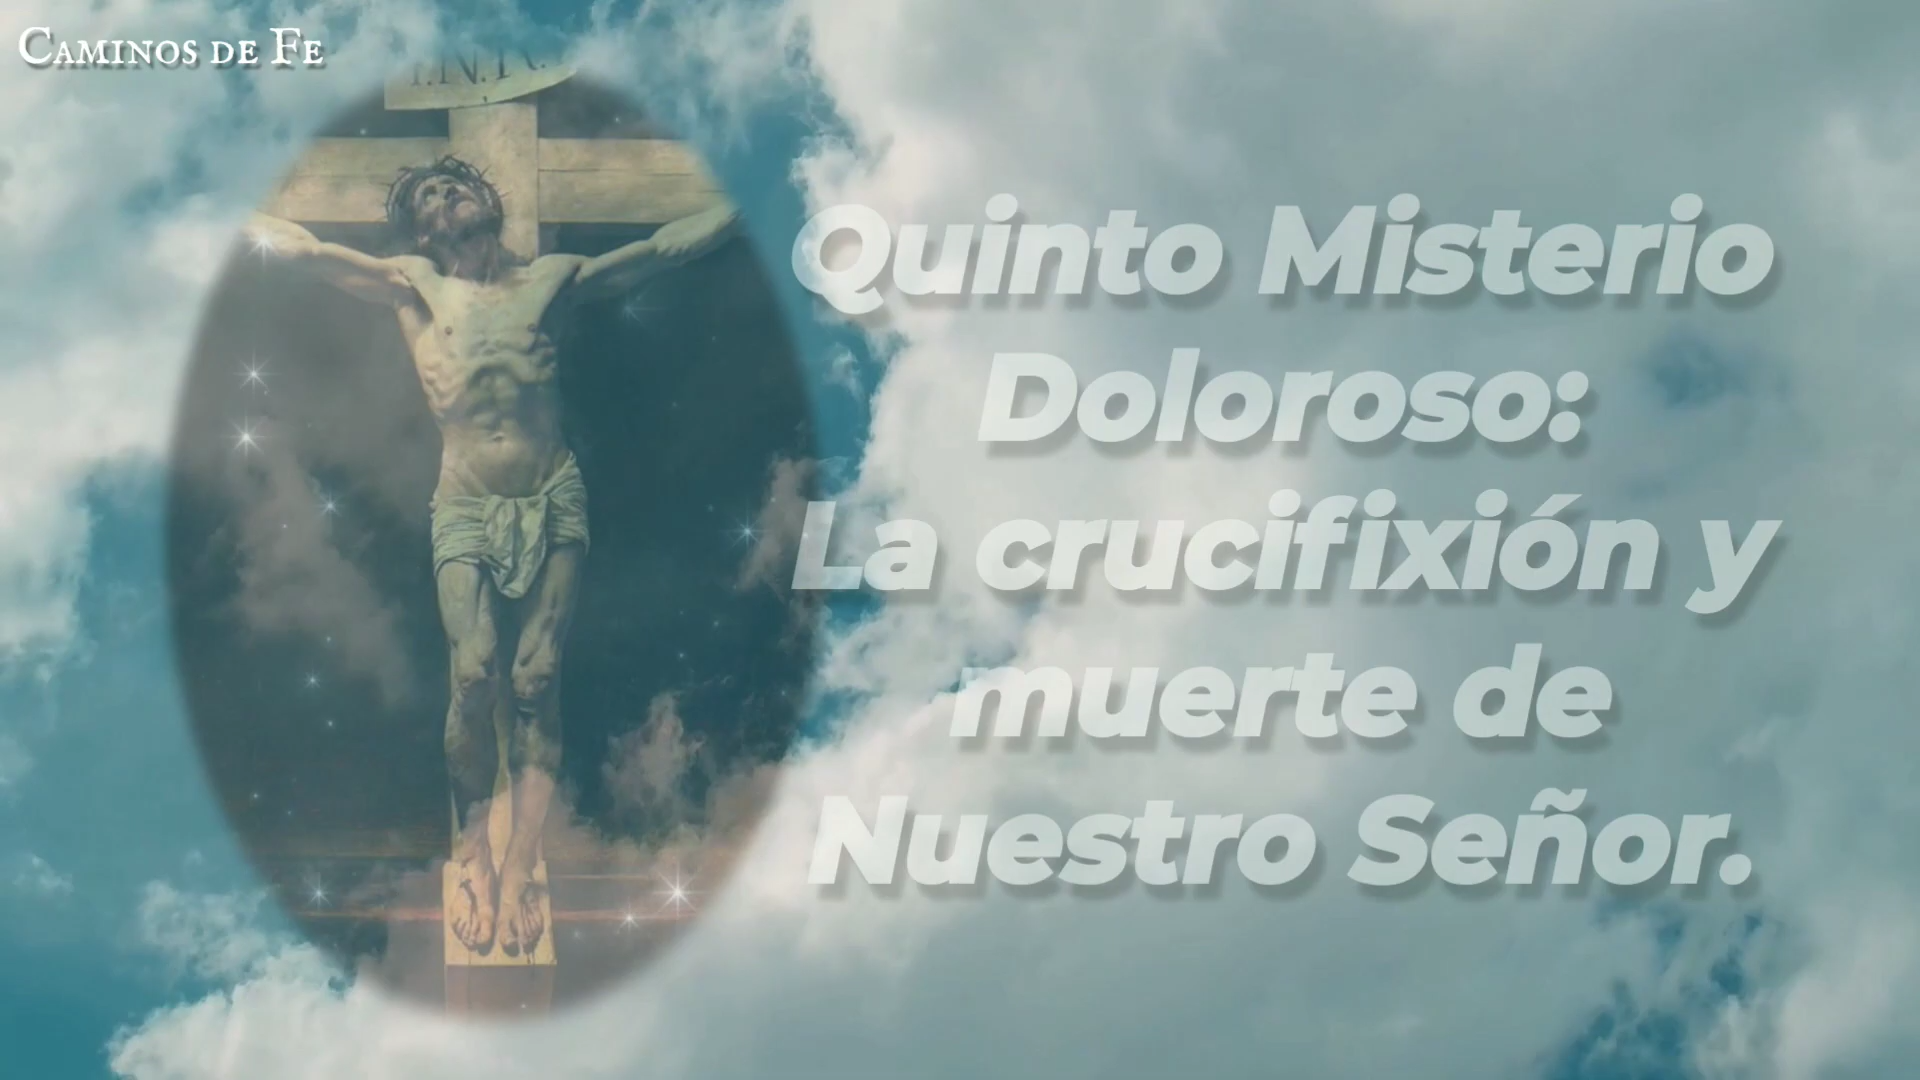 Caminos de Fe
I.N.R.
Quinto Misterio
Doloroso:
La crucifixión y
muerte de
Nuestro Señor.